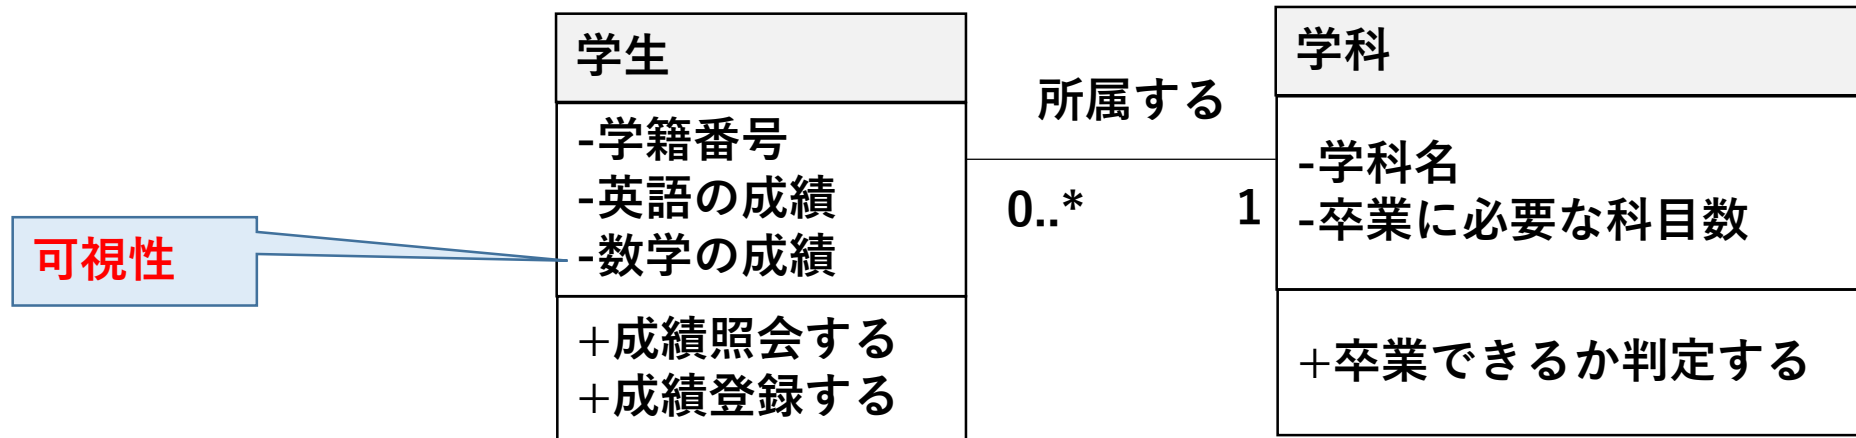 可視性
学生
-学籍番号
-英語の成績
-数学の成績
+成績照会する
+成績登録する
所属する
0..* 1
学科
-学科名
-卒業に必要な科目数
+卒業できるか判定する